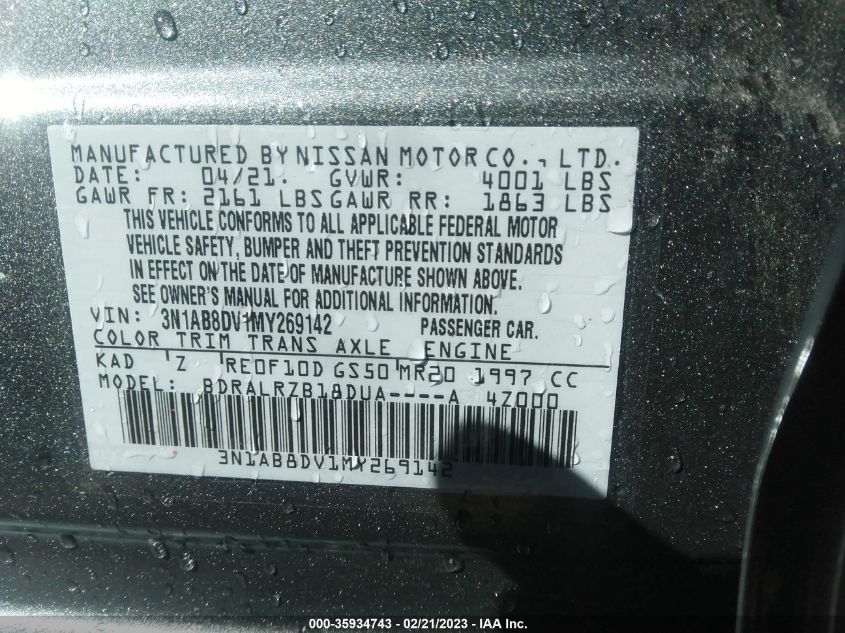 MANUFACTURED BY NISSAN MOTOR CO., LTD.
DATE: 04/21. GVWR: 4001 LBS
GAWR FR: 2161 LBS GAWR RR: 1863 LBS
THIS VEHICLE CONFORMS TO ALL APPLICABLE FEDERAL MOTOR
VEHICLE SAFETY, BUMPER AND THEFT PREVENTION STANDARDS
IN EFFECT ON THE DATE OF MANUFACTURE SHOWN ABOVE.
SEE OWNER'S MANUAL FOR ADDITIONAL INFORMATION.
VIN: 3N1AB8DV1MY269142 PASSENGER CAR.
COLOR TRIM TRANS AXLE ENGINE
KAD Z RE0F10D GS50 MR20 1997 CC
MODEL: BDRALRZB18DUA----A 4Z000
3N1AB8DV1MY269142
000-35934743 - 02/21/2023 - IAA Inc.